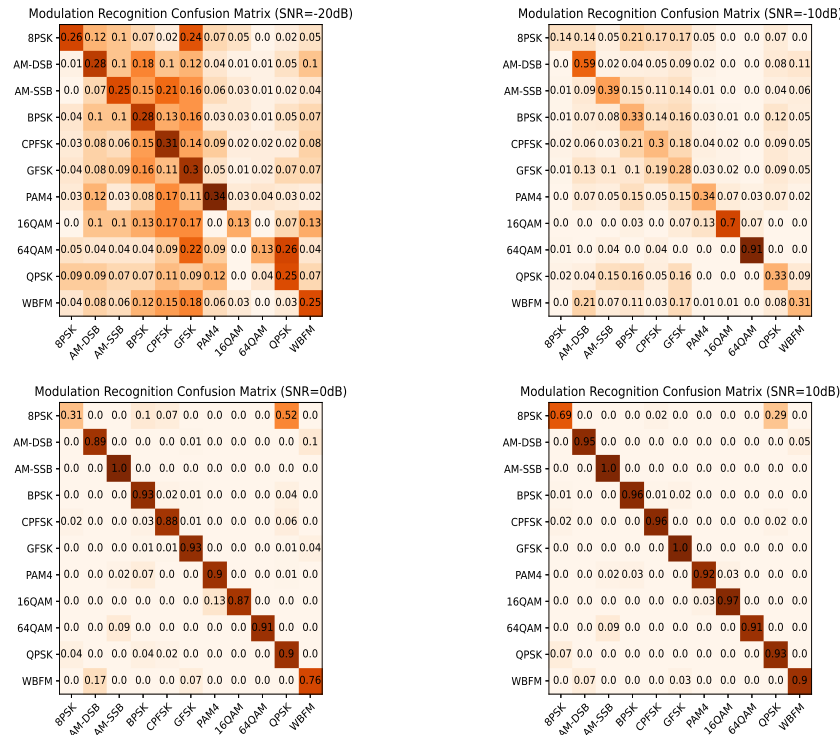 Modulation Recognition Confusion Matrix (SNR=-20dB)
8PSK 0.26 0.12 0.1 0.07 0.02 0.24 0.07 0.05 0.0 0.02 0.05
AM-DSB 0.01 0.28 0.1 0.18 0.1 0.12 0.04 0.01 0.01 0.05 0.1
AM-SSB 0.0 0.07 0.25 0.15 0.21 0.16 0.06 0.03 0.01 0.02 0.04
BPSK 0.04 0.1 0.1 0.28 0.13 0.16 0.03 0.03 0.01 0.05 0.07
CPFSK 0.03 0.08 0.06 0.15 0.31 0.14 0.09 0.02 0.02 0.02 0.08
GFSK 0.04 0.08 0.09 0.16 0.11 0.3 0.05 0.01 0.02 0.07 0.07
PAM4 0.03 0.12 0.03 0.08 0.17 0.11 0.34 0.03 0.04 0.03 0.02
16QAM 0.0 0.1 0.1 0.13 0.17 0.17 0.0 0.13 0.0 0.07 0.13
64QAM 0.05 0.04 0.04 0.04 0.09 0.22 0.09 0.0 0.13 0.26 0.04
QPSK 0.09 0.09 0.07 0.07 0.11 0.09 0.12 0.0 0.04 0.25 0.07
WBFM 0.04 0.08 0.06 0.12 0.15 0.18 0.06 0.03 0.0 0.03 0.25
8PSK AM-DSB AM-SSB BPSK CPFSK GFSK PAM4 16QAM 64QAM QPSK WBFM
Modulation Recognition Confusion Matrix (SNR=-10dB)
8PSK 0.14 0.14 0.05 0.21 0.17 0.17 0.0 0.0 0.0 0.07 0.0
AM-DSB 0.0 0.59 0.02 0.04 0.05 0.09 0.02 0.0 0.0 0.08 0.11
AM-SSB 0.01 0.09 0.39 0.15 0.11 0.14 0.01 0.0 0.0 0.04 0.06
BPSK 0.01 0.07 0.08 0.33 0.14 0.16 0.03 0.01 0.0 0.12 0.05
CPFSK 0.02 0.06 0.03 0.21 0.3 0.18 0.04 0.02 0.0 0.09 0.05
GFSK 0.01 0.13 0.1 0.1 0.19 0.28 0.03 0.02 0.0 0.09 0.05
PAM4 0.0 0.07 0.05 0.15 0.05 0.15 0.34 0.07 0.03 0.07 0.02
16QAM 0.0 0.0 0.0 0.03 0.0 0.07 0.13 0.7 0.07 0.0 0.0
64QAM 0.01 0.0 0.04 0.0 0.04 0.0 0.0 0.0 0.91 0.0 0.0
QPSK 0.02 0.04 0.15 0.16 0.05 0.16 0.0 0.0 0.0 0.33 0.09
WBFM 0.0 0.21 0.07 0.11 0.03 0.17 0.01 0.01 0.0 0.08 0.31
8PSK AM-DSB AM-SSB BPSK CPFSK GFSK PAM4 16QAM 64QAM QPSK WBFM
Modulation Recognition Confusion Matrix (SNR=0dB)
8PSK 0.31 0.0 0.0 0.1 0.07 0.0 0.0 0.0 0.0 0.52 0.0
AM-DSB 0.0 0.89 0.0 0.0 0.0 0.01 0.0 0.0 0.0 0.0 0.1
AM-SSB 0.0 0.0 1.0 0.0 0.0 0.0 0.0 0.0 0.0 0.0 0.0
BPSK 0.0 0.0 0.0 0.93 0.02 0.01 0.0 0.0 0.0 0.04 0.0
CPFSK 0.02 0.0 0.0 0.03 0.88 0.01 0.0 0.0 0.0 0.06 0.0
GFSK 0.0 0.0 0.0 0.01 0.01 0.93 0.0 0.0 0.0 0.01 0.04
PAM4 0.0 0.0 0.02 0.07 0.0 0.0 0.9 0.0 0.0 0.01 0.0
16QAM 0.0 0.0 0.0 0.0 0.0 0.0 0.13 0.87 0.0 0.0 0.0
64QAM 0.0 0.0 0.09 0.0 0.0 0.0 0.0 0.0 0.91 0.0 0.0
QPSK 0.04 0.0 0.0 0.04 0.02 0.0 0.0 0.0 0.0 0.9 0.0
WBFM 0.0 0.17 0.0 0.0 0.0 0.07 0.0 0.0 0.0 0.0 0.76
8PSK AM-DSB AM-SSB BPSK CPFSK GFSK PAM4 16QAM 64QAM QPSK WBFM
Modulation Recognition Confusion Matrix (SNR=10dB)
8PSK 0.69 0.0 0.0 0.0 0.02 0.0 0.0 0.0 0.0 0.29 0.0
AM-DSB 0.0 0.95 0.0 0.0 0.0 0.0 0.0 0.0 0.0 0.0 0.05
AM-SSB 0.0 0.0 1.0 0.0 0.0 0.0 0.0 0.0 0.0 0.0 0.0
BPSK 0.01 0.0 0.0 0.96 0.01 0.02 0.0 0.0 0.0 0.0 0.0
CPFSK 0.02 0.0 0.0 0.0 0.96 0.0 0.0 0.0 0.0 0.02 0.0
GFSK 0.0 0.0 0.0 0.0 0.0 1.0 0.0 0.0 0.0 0.0 0.0
PAM4 0.0 0.0 0.02 0.03 0.0 0.0 0.92 0.03 0.0 0.0 0.0
16QAM 0.0 0.0 0.0 0.0 0.0 0.0 0.03 0.97 0.0 0.0 0.0
64QAM 0.0 0.0 0.09 0.0 0.0 0.0 0.0 0.0 0.91 0.0 0.0
QPSK 0.07 0.0 0.0 0.0 0.0 0.0 0.0 0.0 0.0 0.93 0.0
WBFM 0.0 0.07 0.0 0.0 0.0 0.03 0.0 0.0 0.0 0.0 0.9
8PSK AM-DSB AM-SSB BPSK CPFSK GFSK PAM4 16QAM 64QAM QPSK WBFM